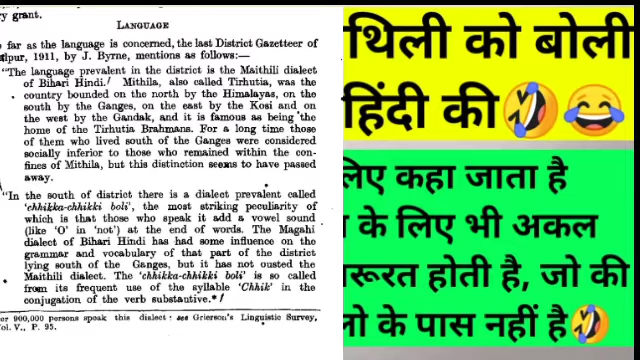 ry grant.
LANGUAGE
far as the language is concerned, the last District Gazetteer of
lpur, 1911, by J. Byrne, mentions as follows:—
"The language prevalent in the district is the Maithili dialect
of Bihari Hindi. Mithila, also called Tirhutia, was the
country bounded on the north by the Himalayas, on the
south by the Ganges, on the east by the Kosi and on
the west by the Gandak, and it is famous as being the
home of the Tirhutia Brahmans. For a long time those
of them who lived south of the Ganges were considered
socially inferior to those who remained within the con-
fines of Mithila, but this distinction seems to have passed
away.
"In the south of district there is a dialect prevalent called
'chhikka-chhikki boli', the most striking peculiarity of
which is that those who speak it add a vowel sound
(like 'O' in 'not') at the end of words. The Magahi
dialect of Bihari Hindi has had some influence on the
grammar and vocabulary of that part of the district
lying south of the Ganges, but it has not ousted the
Maithili dialect. The 'chhikka-chhikki boli' is so called
from its frequent use of the syllable 'Chhik' in the
conjugation of the verb substantive.*
er 900,000 persons speak this dialect: see Grierson's Linguistic Survey,
ol. V., P. 95.
थिली को बोली
हिंदी की🤣😂
लिए कहा जाता है
के लिए भी अकल
रूरत होती है, जो की
लो के पास नहीं है🤣